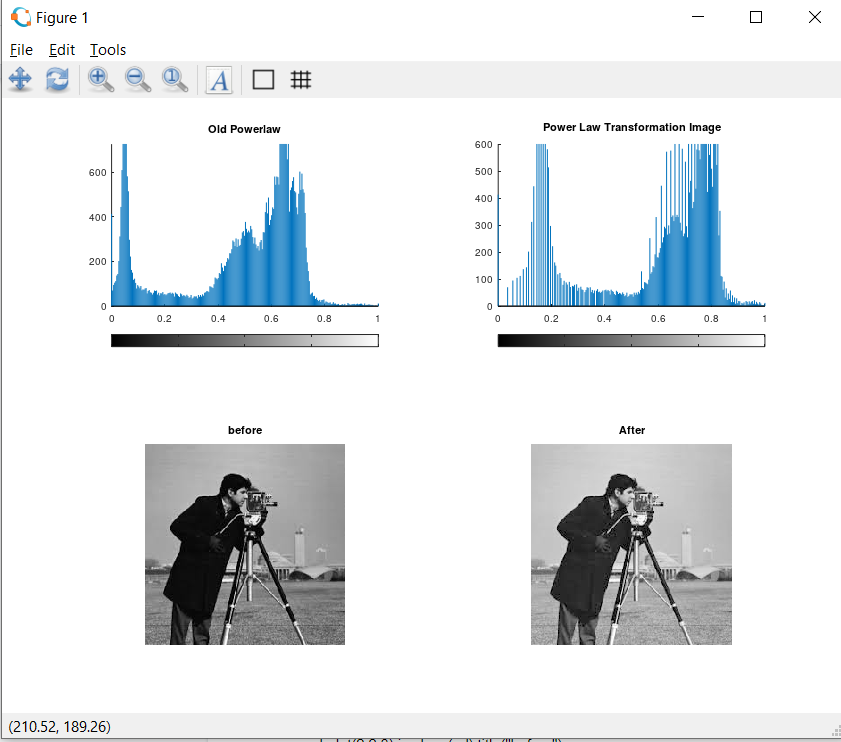 Figure 1
File Edit Tools
A
Old Powerlaw
Power Law Transformation Image
600
400
200
0
0 0.2 0.4 0.6 0.8 1
600
500
400
300
200
100
0
0 0.2 0.4 0.6 0.8 1
before
After
(210.52, 189.26)